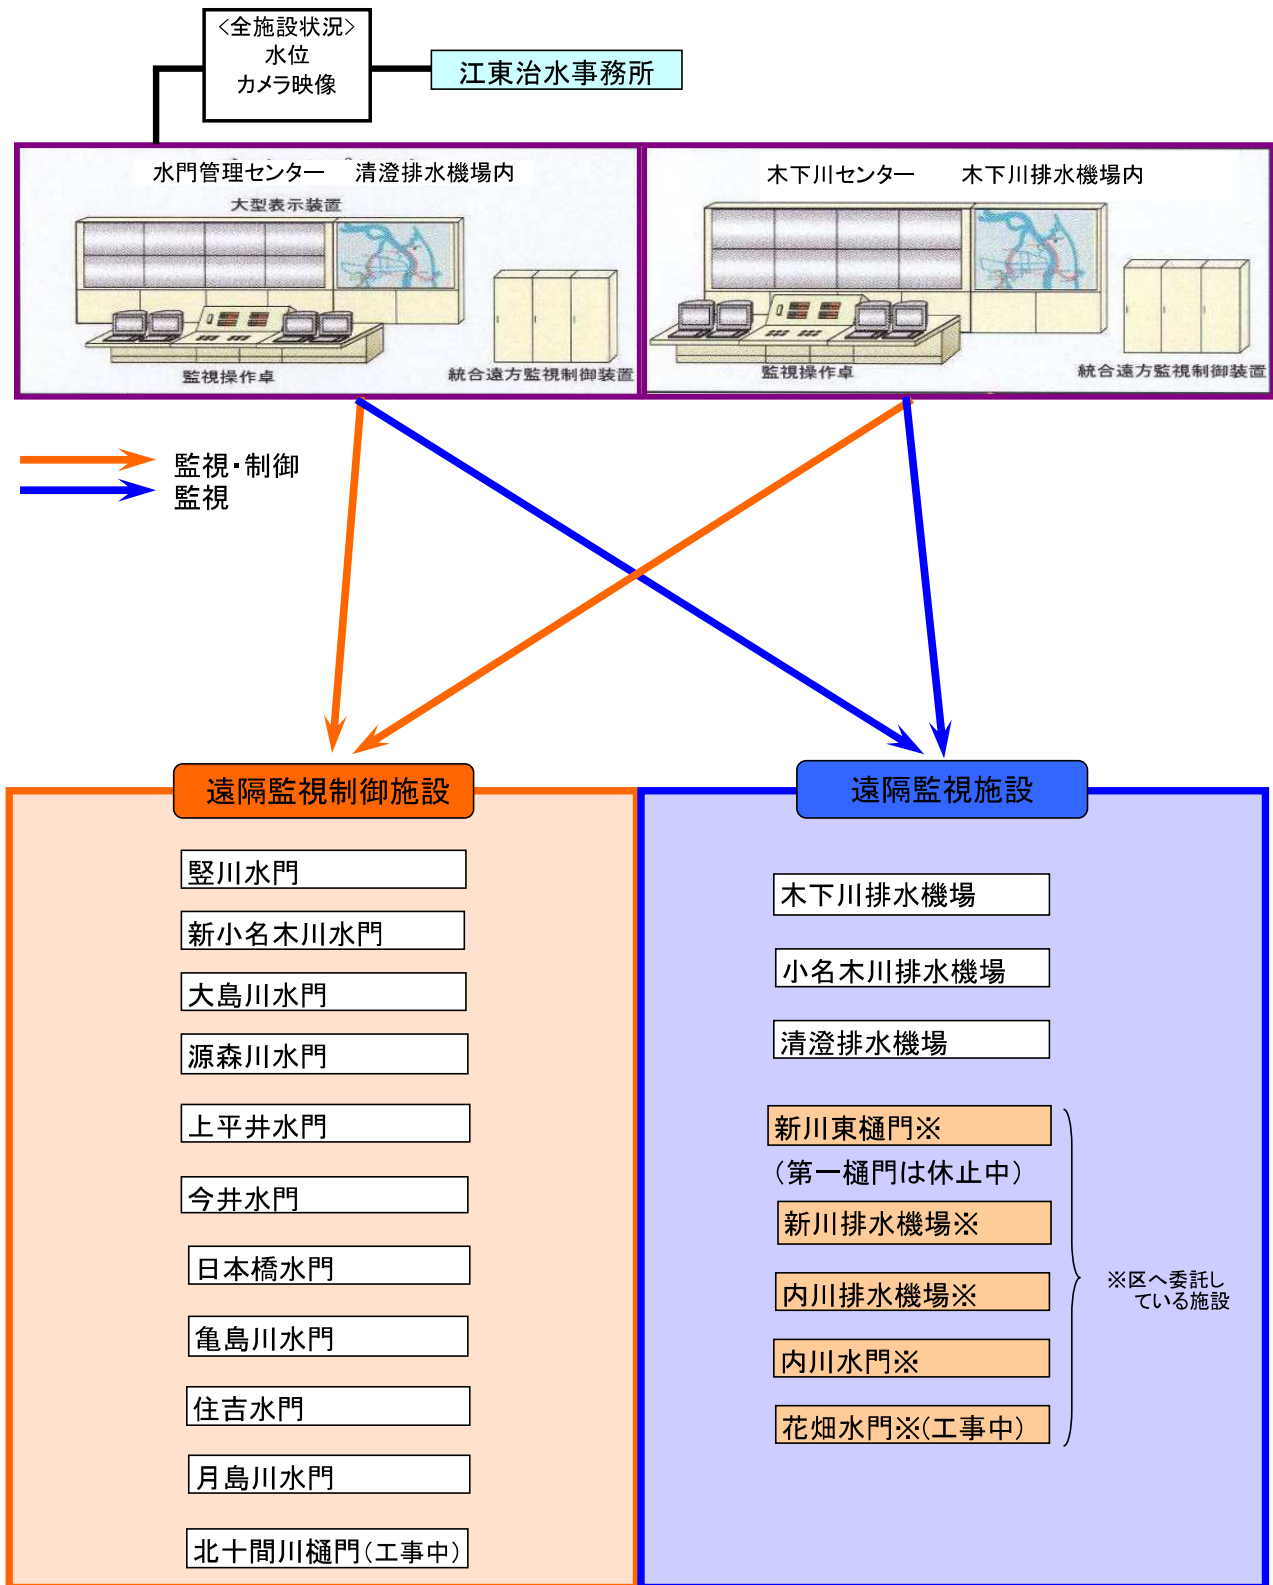 <全施設状況>
水位
カメラ映像
江東治水事務所
水門管理センター　清澄排水機場内
大型表示装置
監視操作卓
統合遠方監視制御装置
木下川センター　木下川排水機場内
監視操作卓
統合遠方監視制御装置
監視・制御
監視
遠隔監視制御施設
竪川水門
新小名木川水門
大島川水門
源森川水門
上平井水門
今井水門
日本橋水門
亀島川水門
住吉水門
月島川水門
北十間川樋門(工事中)
遠隔監視施設
木下川排水機場
小名木川排水機場
清澄排水機場
新川東樋門※
(第一樋門は休止中)
新川排水機場※
内川排水機場※
内川水門※
花畑水門※(工事中)
※区へ委託し
ている施設